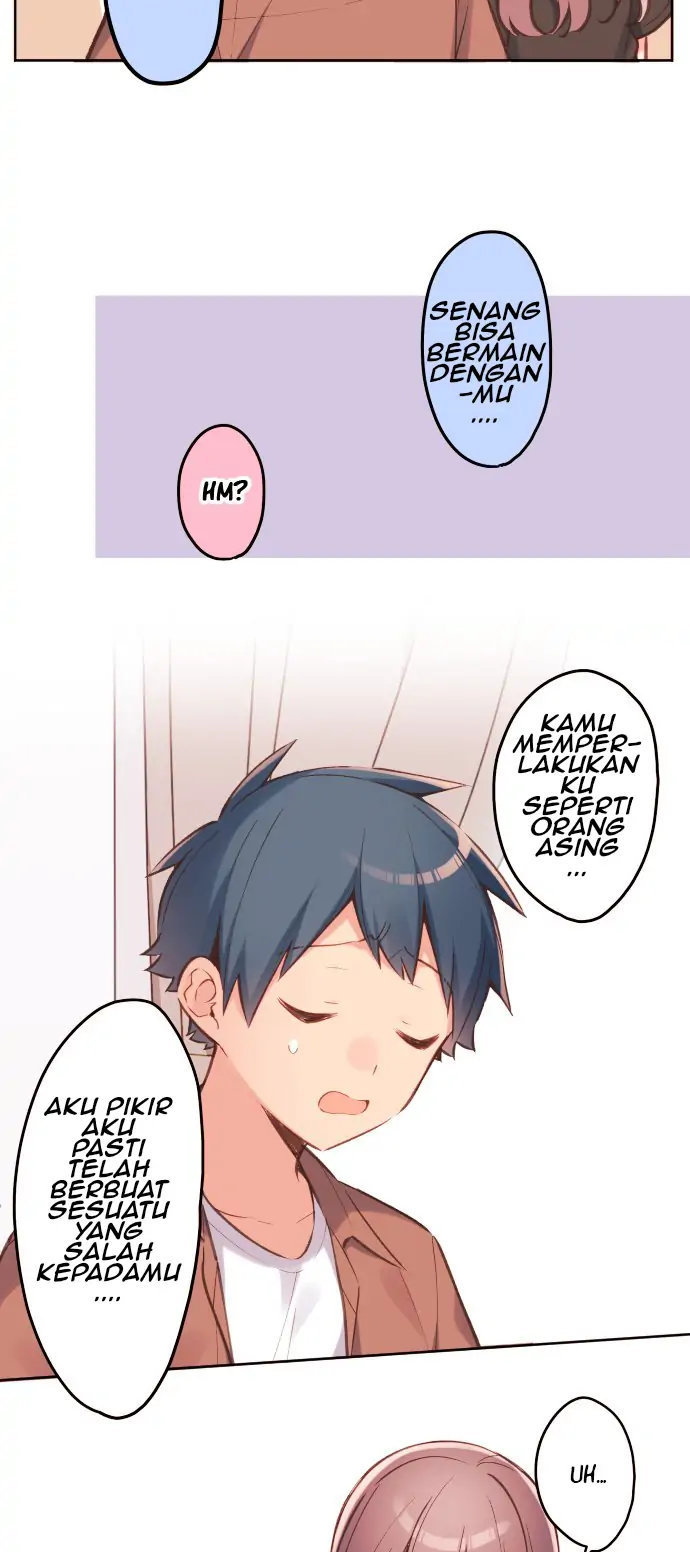 SENANG
BISA
BERMAIN
DENGAN
-MU
....
HM?
KAMU
MEMPER-
LAKUKAN
KU
SEPERTI
ORANG
ASING
...
AKU PIKIR
AKU
PASTI
TELAH
BERBUAT
SESUATU
YANG
SALAH
KEPADAMU
....
UH...